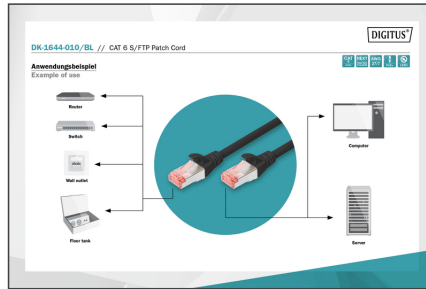 DIGITUS®
DK-1644-010/BL // CAT 6 S/FTP Patch Cord
Anwendungsbeispiel
Example of use
Router
Switch
Wall outlet
Floor tank
Computer
Server